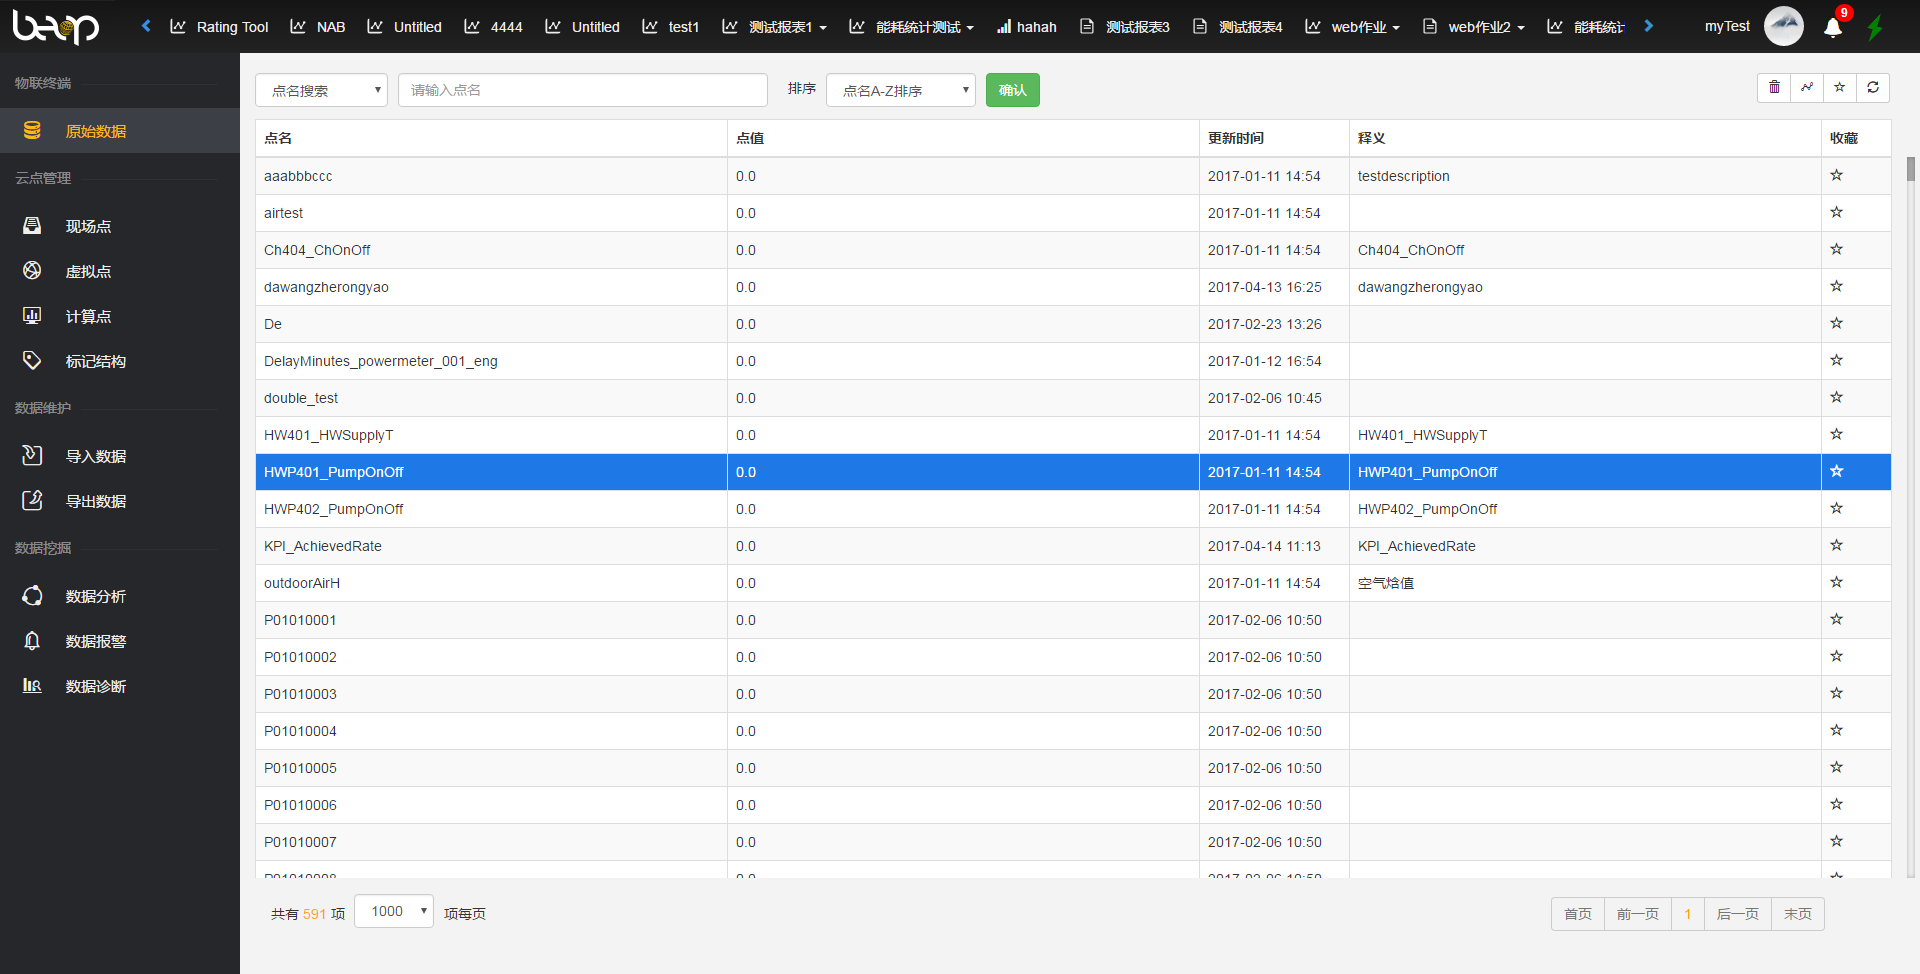 beop
Rating Tool NAB Untitled 4444 Untitled test1 测试报表1 能耗统计测试 hahah 测试报表3 测试报表4 web作业 web作业2 能耗统计 myTest 9
物联终端
原始数据
云点管理
现场点
虚拟点
计算点
标记结构
数据维护
导入数据
导出数据
数据挖掘
数据分析
数据报警
数据诊断
点名搜索 请输入点名 排序 点名A-Z排序 确认
点名 点值 更新时间 释义 收藏
aaabbbccc 0.0 2017-01-11 14:54 testdescription
airtest 0.0 2017-01-11 14:54
Ch404_ChOnOff 0.0 2017-01-11 14:54 Ch404_ChOnOff
dawangzherongyao 0.0 2017-04-13 16:25 dawangzherongyao
De 0.0 2017-02-23 13:26
DelayMinutes_powermeter_001_eng 0.0 2017-01-12 16:54
double_test 0.0 2017-02-06 10:45
HW401_HWSupplyT 0.0 2017-01-11 14:54 HW401_HWSupplyT
HWP401_PumpOnOff 0.0 2017-01-11 14:54 HWP401_PumpOnOff
HWP402_PumpOnOff 0.0 2017-01-11 14:54 HWP402_PumpOnOff
KPI_AchievedRate 0.0 2017-04-14 11:13 KPI_AchievedRate
outdoorAirH 0.0 2017-01-11 14:54 空气焓值
P01010001 0.0 2017-02-06 10:50
P01010002 0.0 2017-02-06 10:50
P01010003 0.0 2017-02-06 10:50
P01010004 0.0 2017-02-06 10:50
P01010005 0.0 2017-02-06 10:50
P01010006 0.0 2017-02-06 10:50
P01010007 0.0 2017-02-06 10:50
P01010008 0.0 2017-02-06 10:50
共有 591 项 1000 项每页
首页 前一页 1 后一页 末页